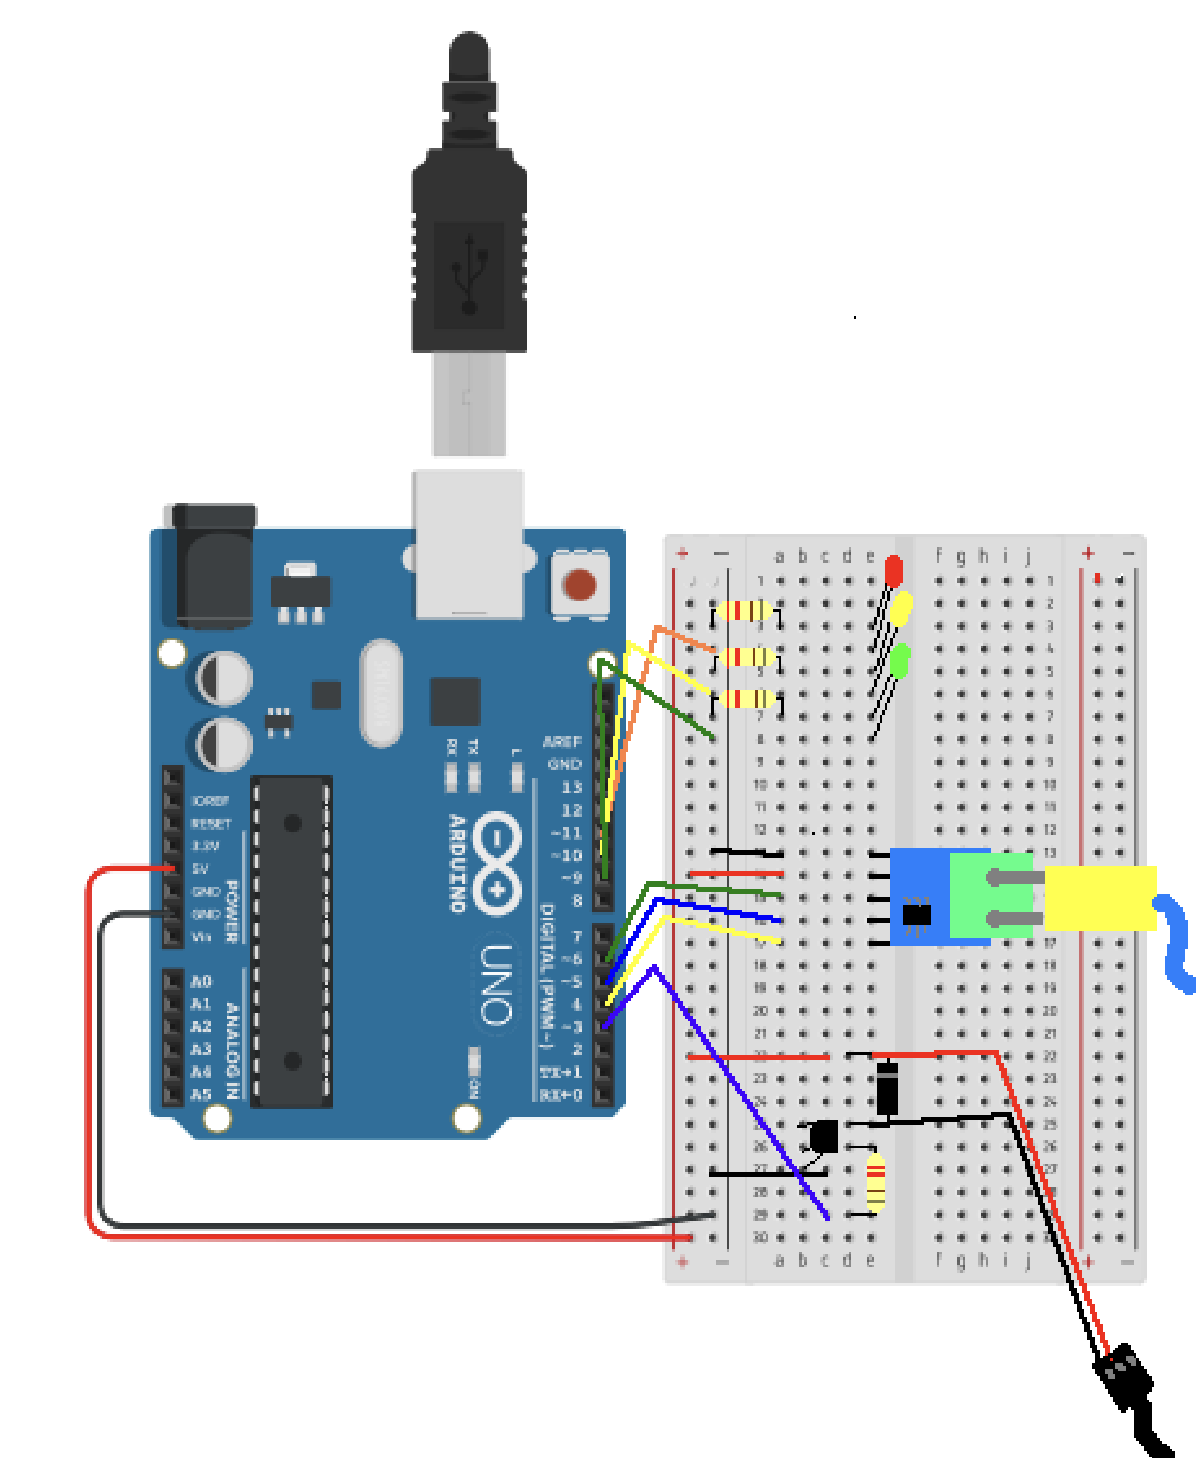 + − a b c d e f g h i j + −
1 1
2 2
3 3
4 4
5 5
6 6
7 7
8 8
9 9
10 10
11 11
12 12
13 13
14
15
16
17 17
18 18
19 19
20 20
21 21
22 22
23 23
24 24
25 25
26 26
27 27
28 28
29 29
30
+ − a b c d e f g h i j + −
RX TX L
AREF
GND
13
12
~11
~10
~9
8
7
~6
~5
4
~3
2
TX→1
RX←0
DIGITAL (PWM~)
ARDUINO
UNO
ON
IOREF
RESET
3.3V
5V
GND
GND
Vin
POWER
A0
A1
A2
A3
A4
A5
ANALOG IN